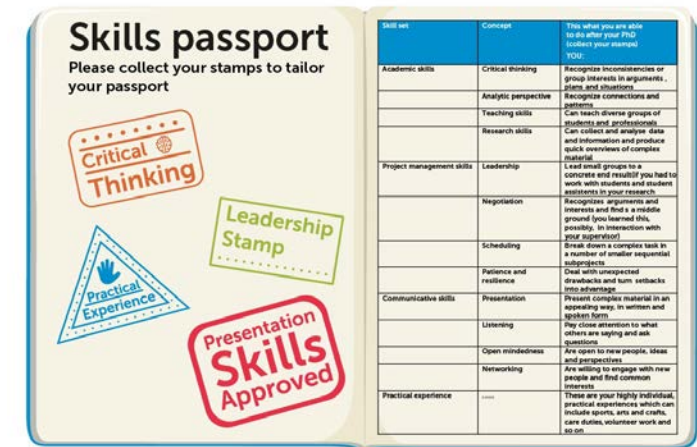 Skills passport
Please collect your stamps to tailor
your passport
Critical
Thinking
Leadership
Stamp
Practical
Experience
Presentation
Skills
Approved
Skill set
Concept
This what you are able
to do after your PhD
(collect your stamps)
YOU:
Academic skills
Critical thinking
Recognize inconsistencies or
group interests in arguments ,
plans and situations
Analytic perspective
Recognize connections and
patterns
Teaching skills
Can teach diverse groups of
students and professionals
Research skills
Can collect and analyse data
and information and produce
quick overviews of complex
material
Project management skills
Leadership
Lead small groups to a
concrete end result(if you had to
work with students and student
assistents in your research
Negotiation
Recognizes arguments and
interests and find s a middle
ground (you learned this,
possibly, in interaction with
your supervisor)
Scheduling
Break down a complex task in
a number of smaller sequential
subprojects
Patience and
resilience
Deal with unexpected
drawbacks and turn setbacks
into advantage
Communicative skills
Presentation
Present complex material in an
appealing way, in written and
spoken form
Listening
Pay close attention to what
others are saying and ask
questions
Open mindedness
Are open to new people, ideas
and perspectives
Networking
Are willing to engage with new
people and find common
interests
Practical experience
....
These are your highly individual,
practical experiences which can
include sports, arts and crafts,
care duties, volunteer work and
so on